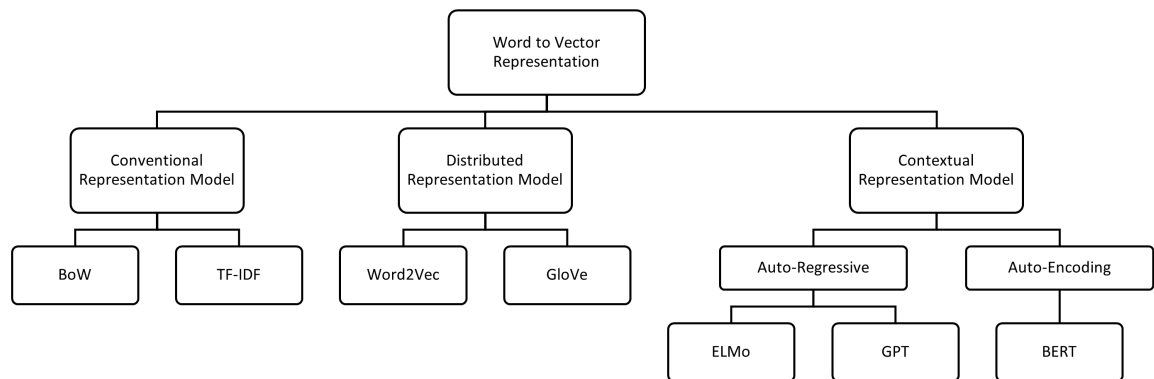 Word to Vector
Representation
Conventional
Representation Model
Distributed
Representation Model
Contextual
Representation Model
BoW
TF-IDF
Word2Vec
GloVe
Auto-Regressive
Auto-Encoding
ELMo
GPT
BERT